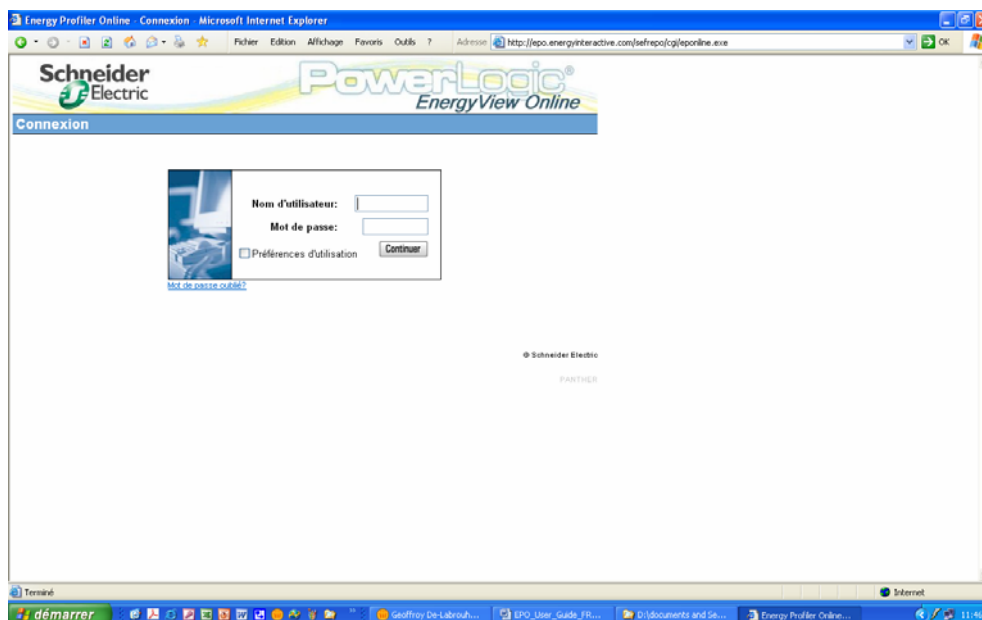 Energy Profiler Online - Connexion - Microsoft Internet Explorer
Fichier Edition Affichage Favoris Outils ? Adresse http://epo.energyinteractive.com/sefrepo/cgi/eponline.exe OK
Schneider Electric
PowerLogic®
EnergyView Online
Connexion
Nom d'utilisateur:
Mot de passe:
Préférences d'utilisation Continuer
Mot de passe oublié?
© Schneider Electric
PANTHER
Terminé Internet
démarrer Geoffroy De-Labrouh... EPO_User_Guide_FR... D:\documents and Se... Energy Profiler Online... 11:46